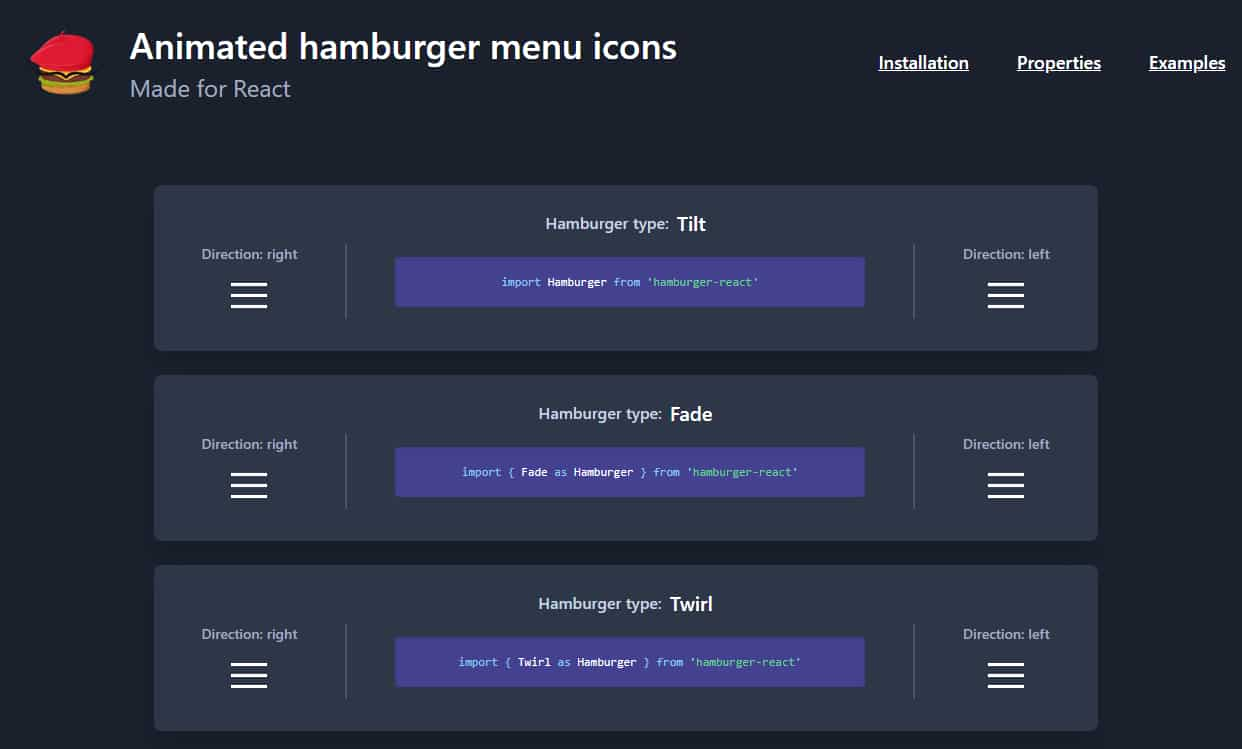 Animated hamburger menu icons
Made for React
Installation
Properties
Examples
Hamburger type: Tilt
Direction: right
import Hamburger from 'hamburger-react'
Direction: left
Hamburger type: Fade
Direction: right
import { Fade as Hamburger } from 'hamburger-react'
Direction: left
Hamburger type: Twirl
Direction: right
import { Twirl as Hamburger } from 'hamburger-react'
Direction: left